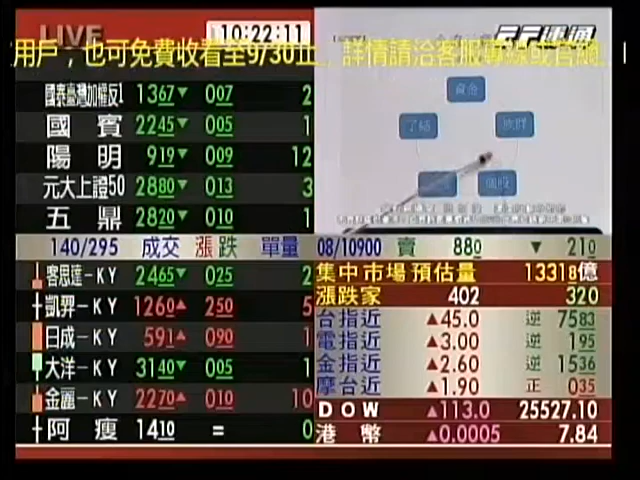 LIVE 10:22:11
用戶，也可免費收看至9/30止，詳情請洽客服專線或官網
國泰臺灣加權反1 1367▼ 007 2
國賓 2245▼ 005 1
陽明 919▼ 009 12
元大上證50 2880▼ 013 3
五鼎 2820▼ 010 1
資金
了結
族群
個股
140/295 成交 漲跌 單量
08/10900 賣 880 ▼ 210
客思達-KY 2465▼ 025 2
凱羿-KY 1260▲ 250 5
日成-KY 591▲ 090 1
大洋-KY 3140▼ 005 1
金麗-KY 2270▲ 010 10
阿瘦 1410 = 0
集中市場預估量 13318億
漲跌家 402 320
台指近 ▲45.0 逆 7583
電指近 ▲3.00 逆 195
金指近 ▲2.60 逆 1536
摩台近 ▲1.90 正 035
DOW ▲113.0 25527.10
港幣 ▲0.0005 7.84